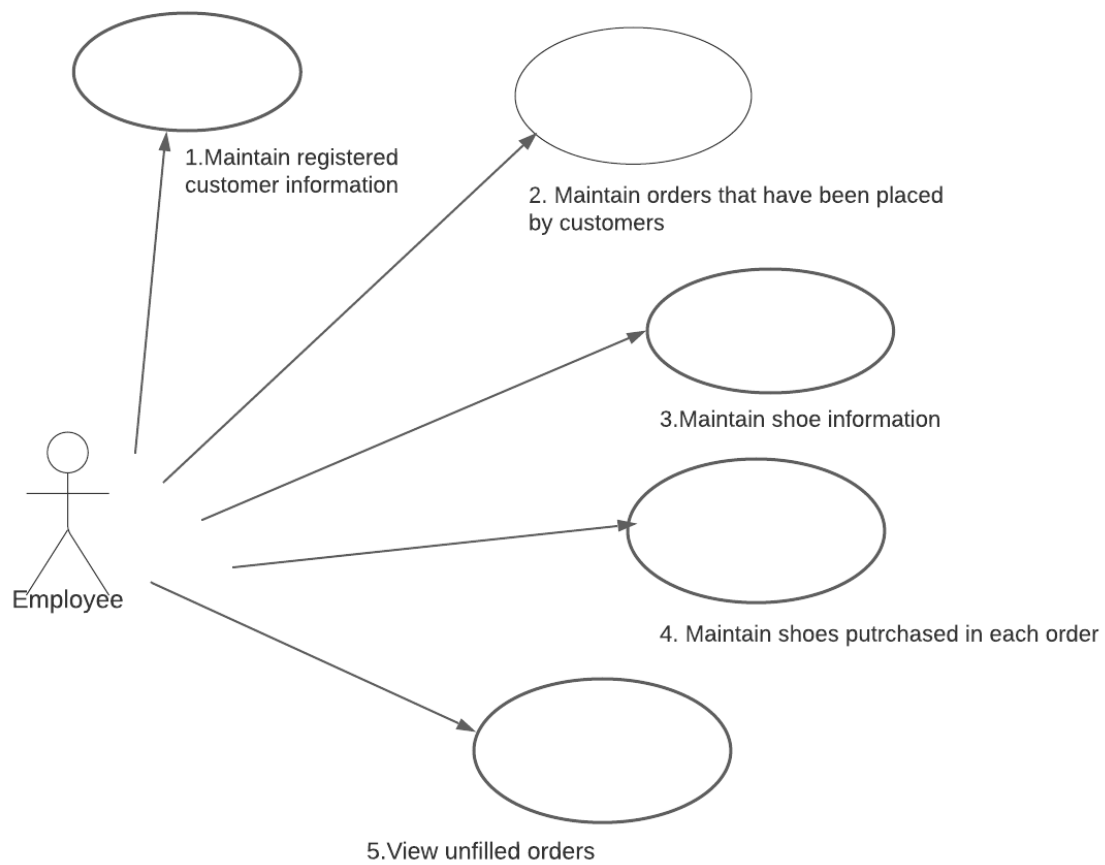 1.Maintain registered
customer information
2. Maintain orders that have been placed
by customers
3.Maintain shoe information
4. Maintain shoes putrchased in each order
Employee
5.View unfilled orders